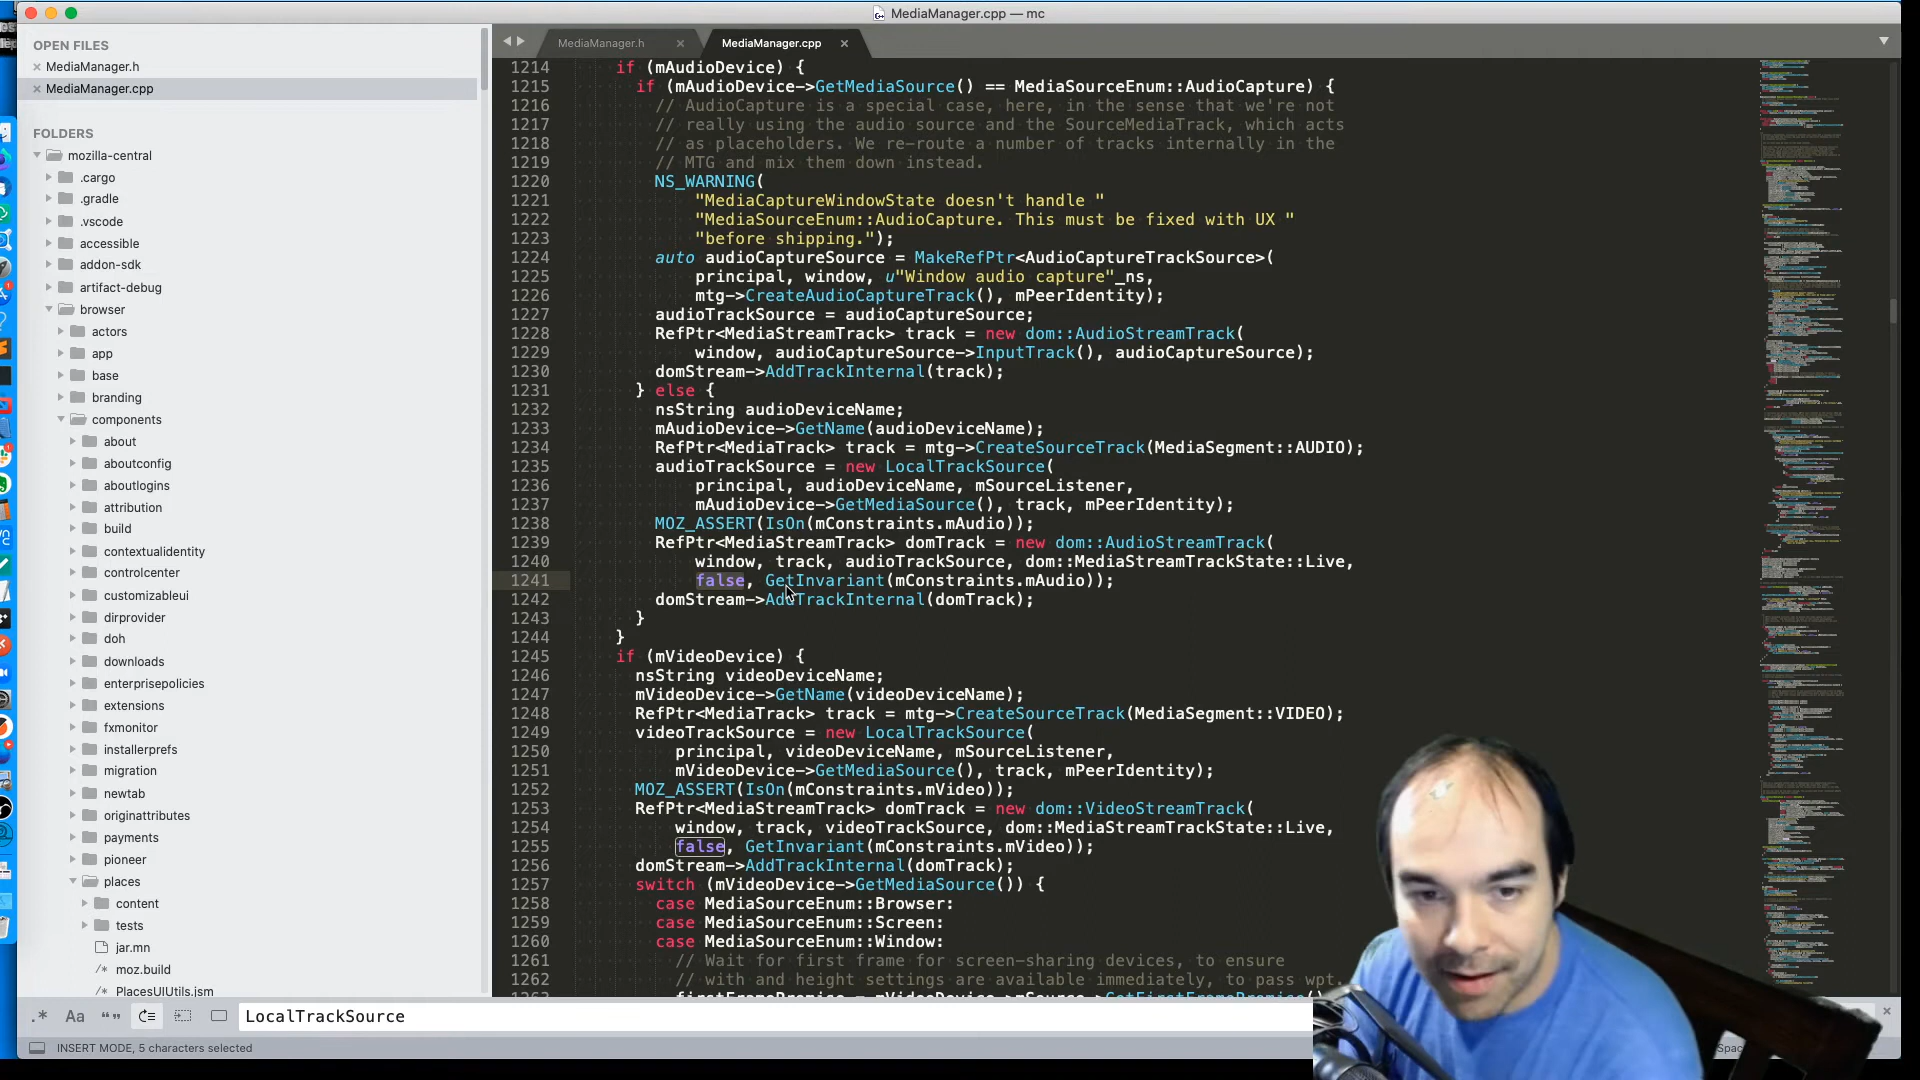 MediaManager.cpp — mc
OPEN FILES
MediaManager.h
MediaManager.cpp
FOLDERS
mozilla-central
.cargo
.gradle
.vscode
accessible
addon-sdk
artifact-debug
browser
actors
app
base
branding
components
about
aboutconfig
aboutlogins
attribution
build
contextualidentity
controlcenter
customizableui
dirprovider
doh
downloads
enterprisepolicies
extensions
fxmonitor
installerprefs
migration
newtab
originattributes
payments
pioneer
places
content
tests
jar.mn
/* moz.build
/* PlacesUIUtils.jsm
MediaManager.h
MediaManager.cpp
1214 if (mAudioDevice) {
1215 if (mAudioDevice->GetMediaSource() == MediaSourceEnum::AudioCapture) {
1216 // AudioCapture is a special case, here, in the sense that we're not
1217 // really using the audio source and the SourceMediaTrack, which acts
1218 // as placeholders. We re-route a number of tracks internally in the
1219 // MTG and mix them down instead.
1220 NS_WARNING(
1221 "MediaCaptureWindowState doesn't handle "
1222 "MediaSourceEnum::AudioCapture. This must be fixed with UX "
1223 "before shipping.");
1224 auto audioCaptureSource = MakeRefPtr<AudioCaptureTrackSource>(
1225 principal, window, u"Window audio capture"_ns,
1226 mtg->CreateAudioCaptureTrack(), mPeerIdentity);
1227 audioTrackSource = audioCaptureSource;
1228 RefPtr<MediaStreamTrack> track = new dom::AudioStreamTrack(
1229 window, audioCaptureSource->InputTrack(), audioCaptureSource);
1230 domStream->AddTrackInternal(track);
1231 } else {
1232 nsString audioDeviceName;
1233 mAudioDevice->GetName(audioDeviceName);
1234 RefPtr<MediaTrack> track = mtg->CreateSourceTrack(MediaSegment::AUDIO);
1235 audioTrackSource = new LocalTrackSource(
1236 principal, audioDeviceName, mSourceListener,
1237 mAudioDevice->GetMediaSource(), track, mPeerIdentity);
1238 MOZ_ASSERT(IsOn(mConstraints.mAudio));
1239 RefPtr<MediaStreamTrack> domTrack = new dom::AudioStreamTrack(
1240 window, track, audioTrackSource, dom::MediaStreamTrackState::Live,
1241 false, GetInvariant(mConstraints.mAudio));
1242 domStream->AddTrackInternal(domTrack);
1243 }
1244 }
1245 if (mVideoDevice) {
1246 nsString videoDeviceName;
1247 mVideoDevice->GetName(videoDeviceName);
1248 RefPtr<MediaTrack> track = mtg->CreateSourceTrack(MediaSegment::VIDEO);
1249 videoTrackSource = new LocalTrackSource(
1250 principal, videoDeviceName, mSourceListener,
1251 mVideoDevice->GetMediaSource(), track, mPeerIdentity);
1252 MOZ_ASSERT(IsOn(mConstraints.mVideo));
1253 RefPtr<MediaStreamTrack> domTrack = new dom::VideoStreamTrack(
1254 window, track, videoTrackSource, dom::MediaStreamTrackState::Live,
1255 false, GetInvariant(mConstraints.mVideo));
1256 domStream->AddTrackInternal(domTrack);
1257 switch (mVideoDevice->GetMediaSource()) {
1258 case MediaSourceEnum::Browser:
1259 case MediaSourceEnum::Screen:
1260 case MediaSourceEnum::Window:
1261 // Wait for first frame for screen-sharing devices, to ensure
1262 // with and height settings are available immediately, to pass wpt.
.* Aa “” LocalTrackSource
INSERT MODE, 5 characters selected